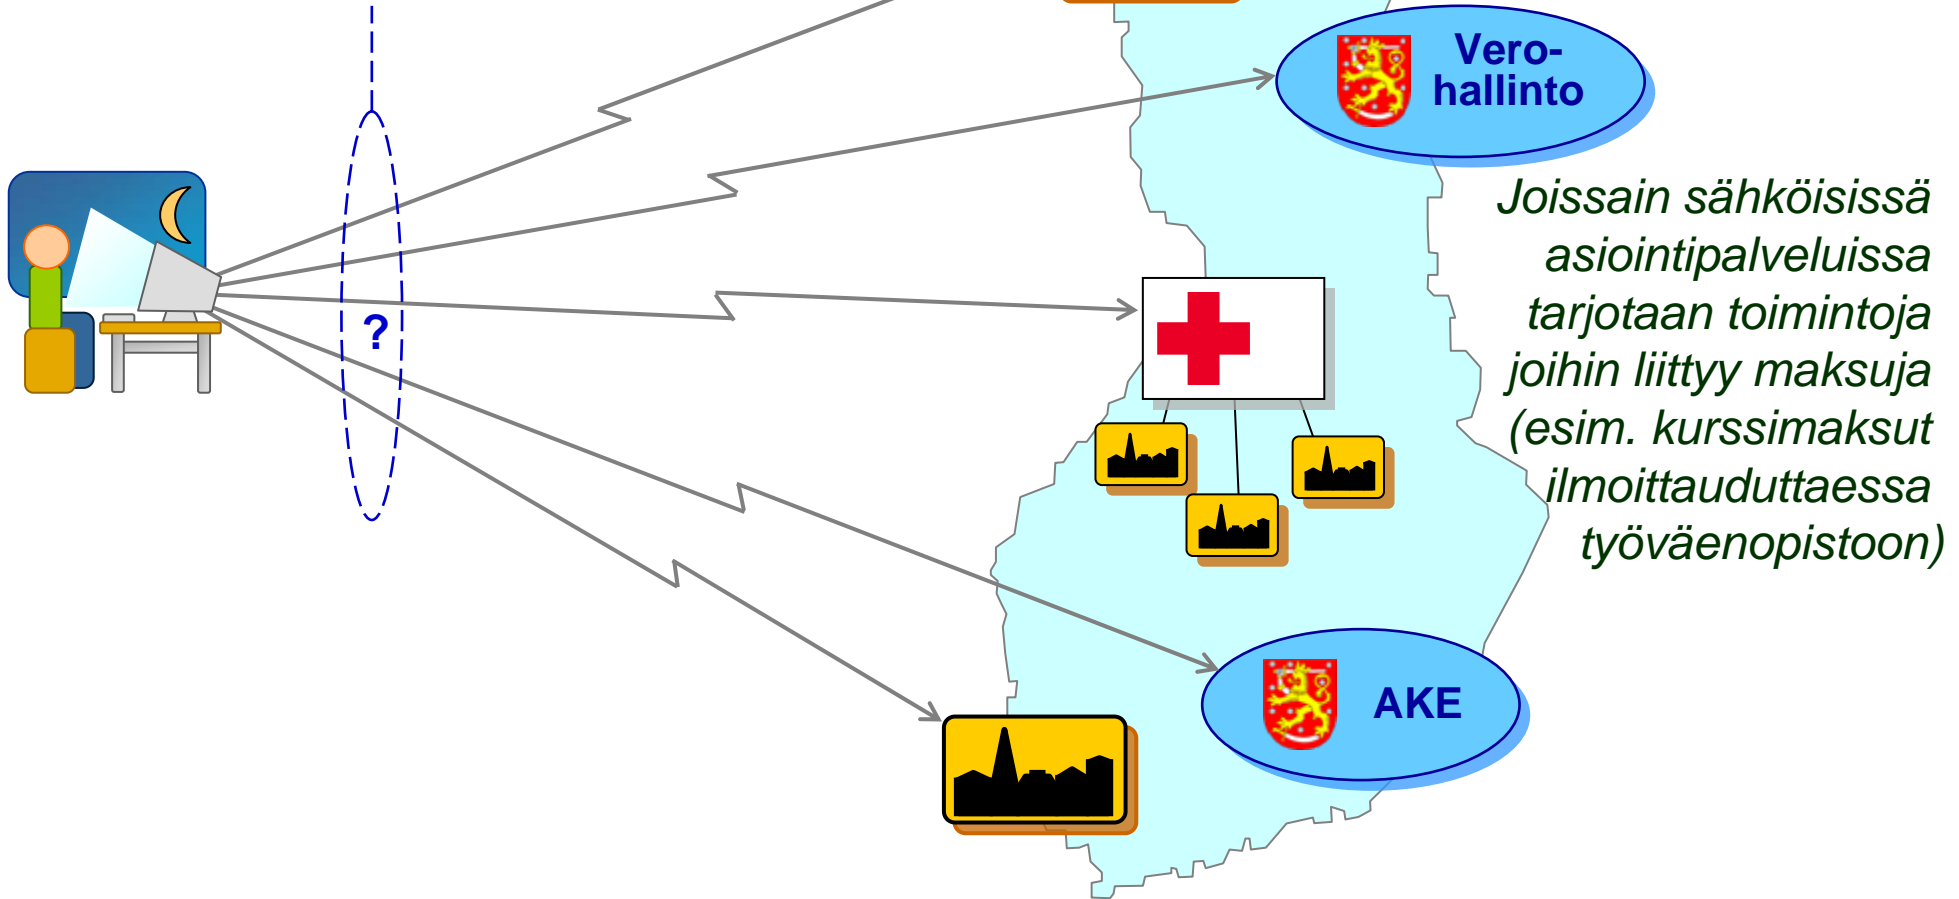 Vero-
hallinto
Joissain sähköisissä
asiointipalveluissa
tarjotaan toimintoja
joihin liittyy maksuja
(esim. kurssimaksut
ilmoittauduttaessa
työväenopistoon)
?
AKE